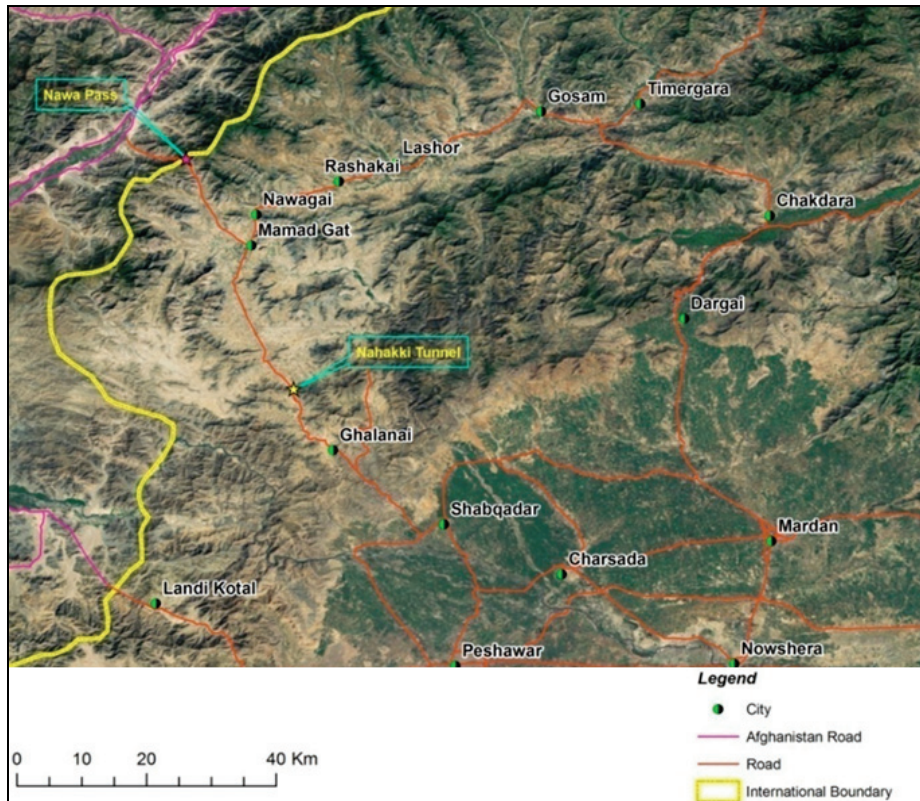 Nawa Pass
Gosam
Timergara
Lashor
Rashakai
Nawagai
Chakdara
Mamad Gat
Dargai
Nahakki Tunnel
Ghalanai
Shabqadar
Mardan
Charsada
Landi Kotal
Peshawar
Nowshera
Legend
City
Afghanistan Road
Road
International Boundary
0 10 20 40 Km